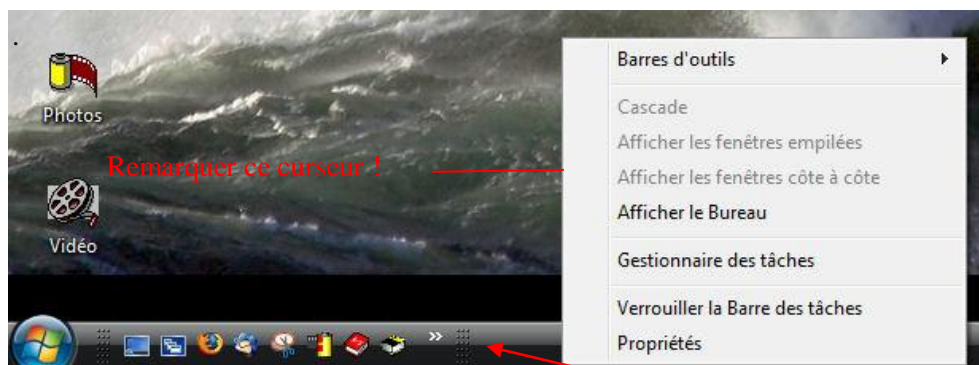 Photos
Remarquer ce curseur !
Vidéo
Barres d'outils
Cascade
Afficher les fenêtres empilées
Afficher les fenêtres côte à côte
Afficher le Bureau
Gestionnaire des tâches
Verrouiller la Barre des tâches
Propriétés